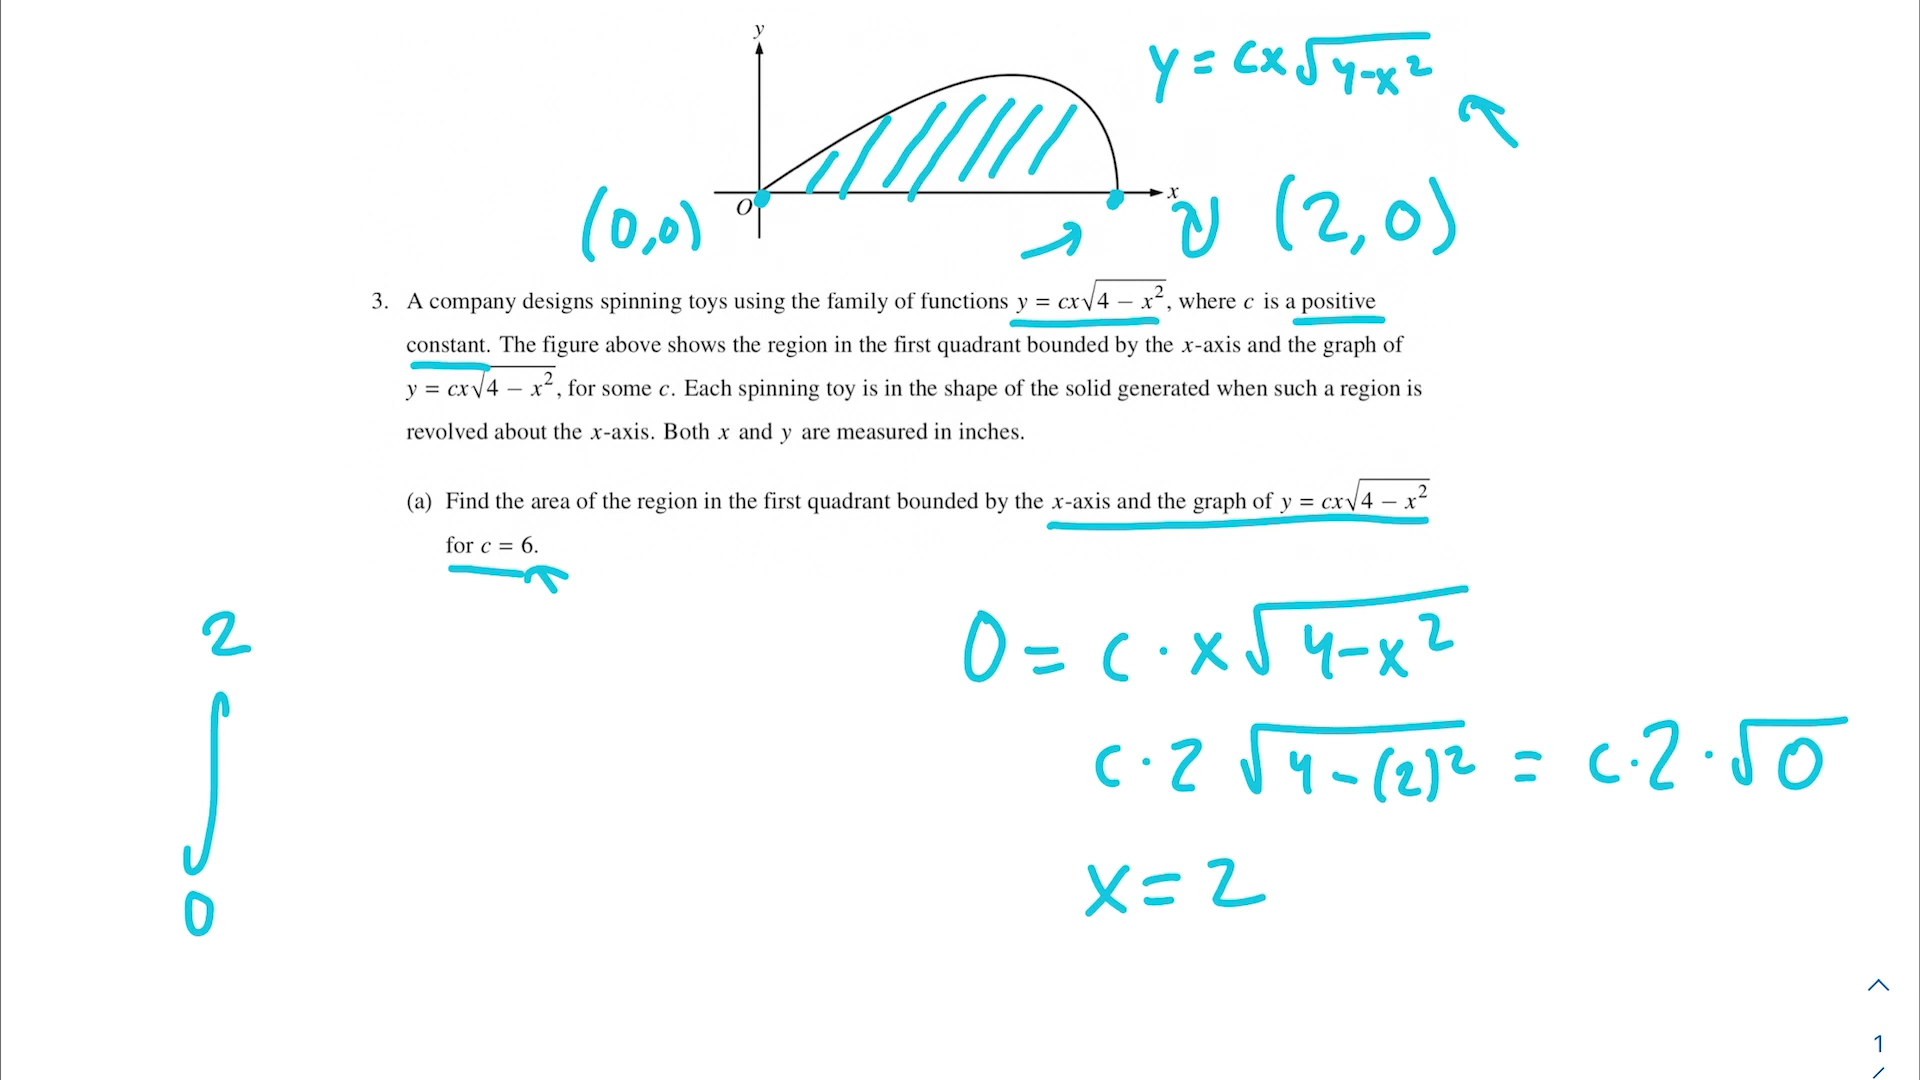 y
y = cx√4-x²
O
x
(0,0)
(2,0)
3. A company designs spinning toys using the family of functions y = cx√4 − x², where c is a positive
constant. The figure above shows the region in the first quadrant bounded by the x-axis and the graph of
y = cx√4 − x², for some c. Each spinning toy is in the shape of the solid generated when such a region is
revolved about the x-axis. Both x and y are measured in inches.
(a) Find the area of the region in the first quadrant bounded by the x-axis and the graph of y = cx√4 − x²
for c = 6.
2
∫
0
0 = c · x√4-x²
c · 2 √4-(2)² = c · 2 · √0
x = 2
1